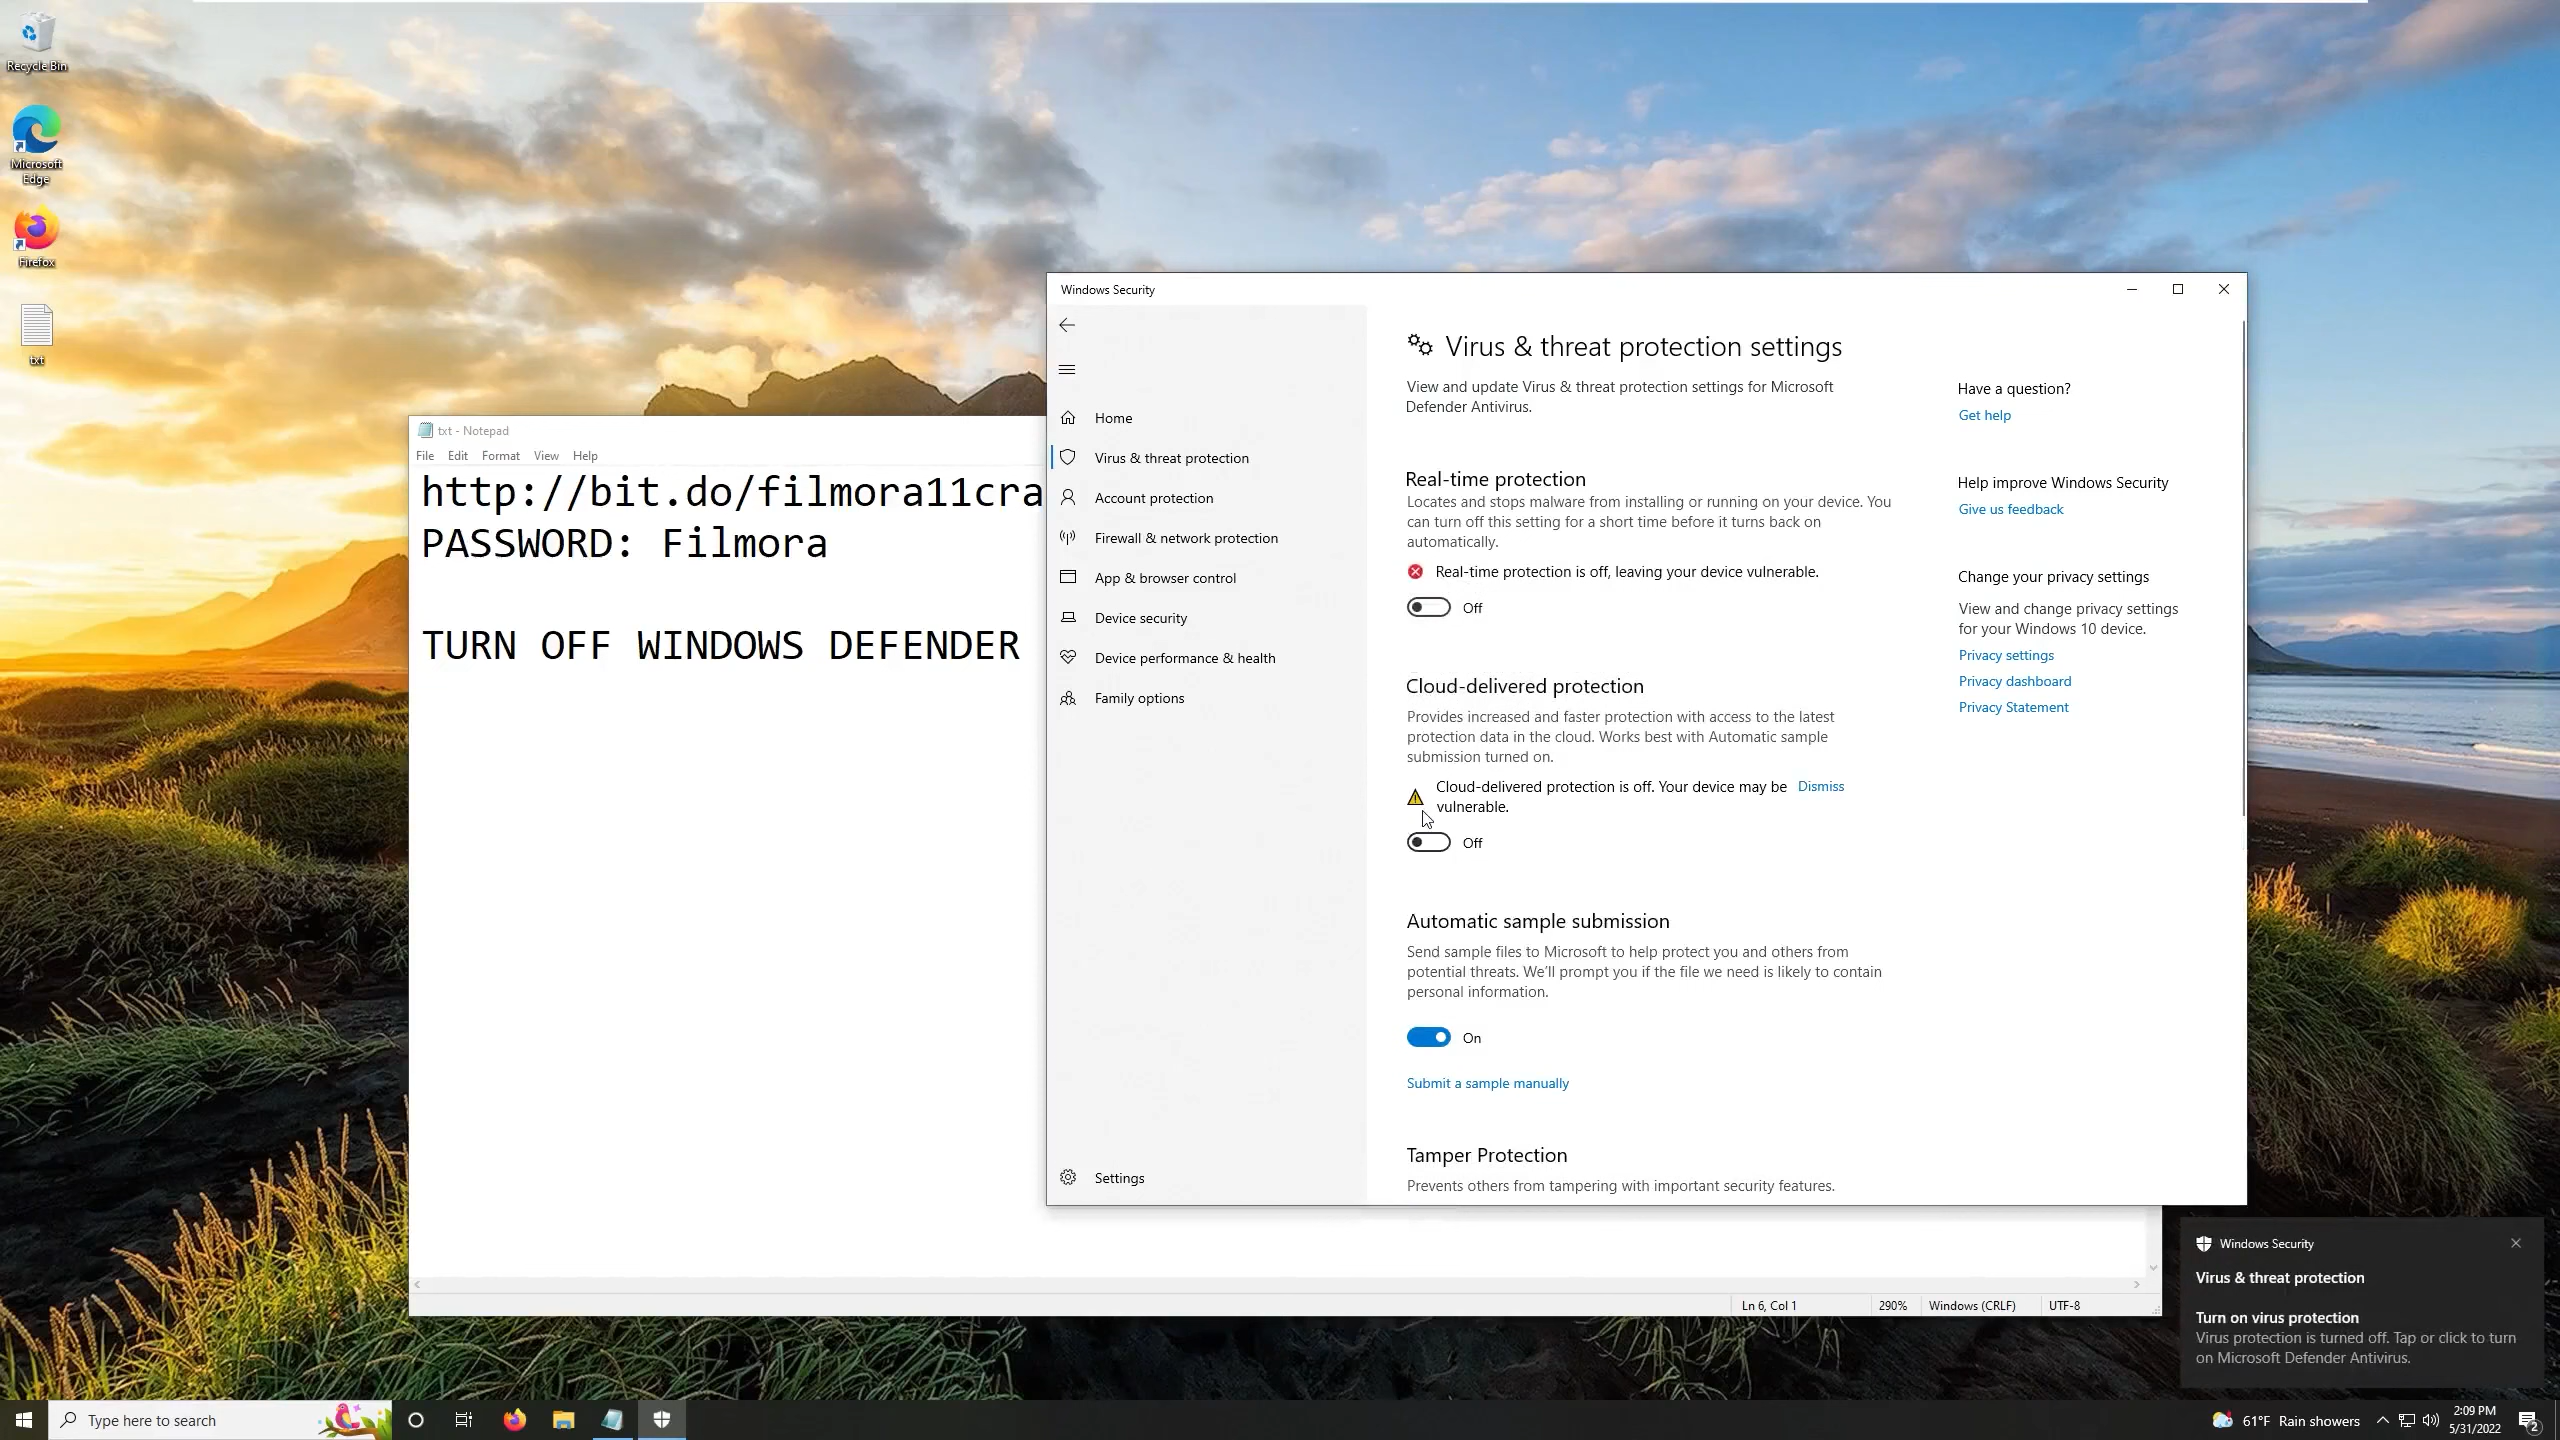 Recycle Bin
Microsoft
Edge
Firefox
txt
txt - Notepad
File Edit Format View Help
http://bit.do/filmora11cra
PASSWORD: Filmora
TURN OFF WINDOWS DEFENDER
Ln 6, Col 1 290% Windows (CRLF) UTF-8
Windows Security
Home
Virus & threat protection
Account protection
Firewall & network protection
App & browser control
Device security
Device performance & health
Family options
Settings
Virus & threat protection settings
View and update Virus & threat protection settings for Microsoft
Defender Antivirus.
Real-time protection
Locates and stops malware from installing or running on your device. You
can turn off this setting for a short time before it turns back on
automatically.
Real-time protection is off, leaving your device vulnerable.
Off
Cloud-delivered protection
Provides increased and faster protection with access to the latest
protection data in the cloud. Works best with Automatic sample
submission turned on.
Cloud-delivered protection is off. Your device may be Dismiss
vulnerable.
Off
Automatic sample submission
Send sample files to Microsoft to help protect you and others from
potential threats. We'll prompt you if the file we need is likely to contain
personal information.
On
Submit a sample manually
Tamper Protection
Prevents others from tampering with important security features.
Have a question?
Get help
Help improve Windows Security
Give us feedback
Change your privacy settings
View and change privacy settings
for your Windows 10 device.
Privacy settings
Privacy dashboard
Privacy Statement
Windows Security
Virus & threat protection
Turn on virus protection
Virus protection is turned off. Tap or click to turn
on Microsoft Defender Antivirus.
Type here to search
61°F Rain showers
2:09 PM
5/31/2022
2